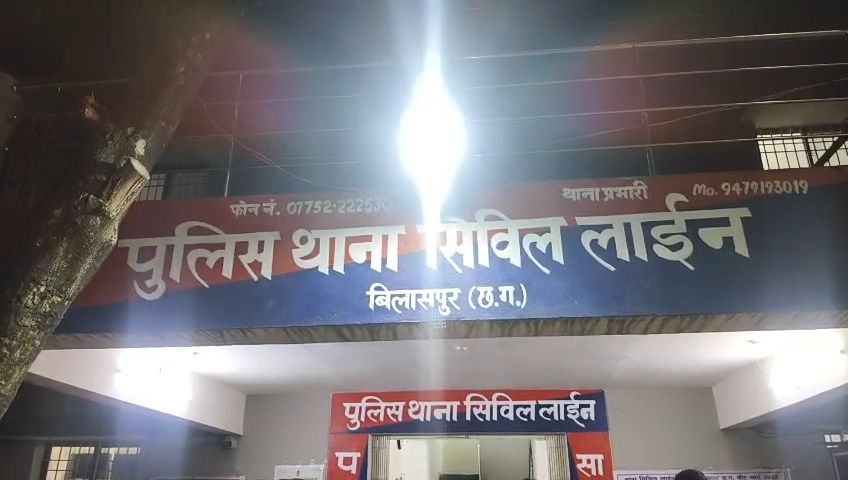 फोन नं. 07752-222530 थाना प्रभारी Mo. 9479193019
पुलिस थाना सिविल लाईन
बिलासपुर (छ.ग.)
पुलिस थाना सिविल लाईन
प सा